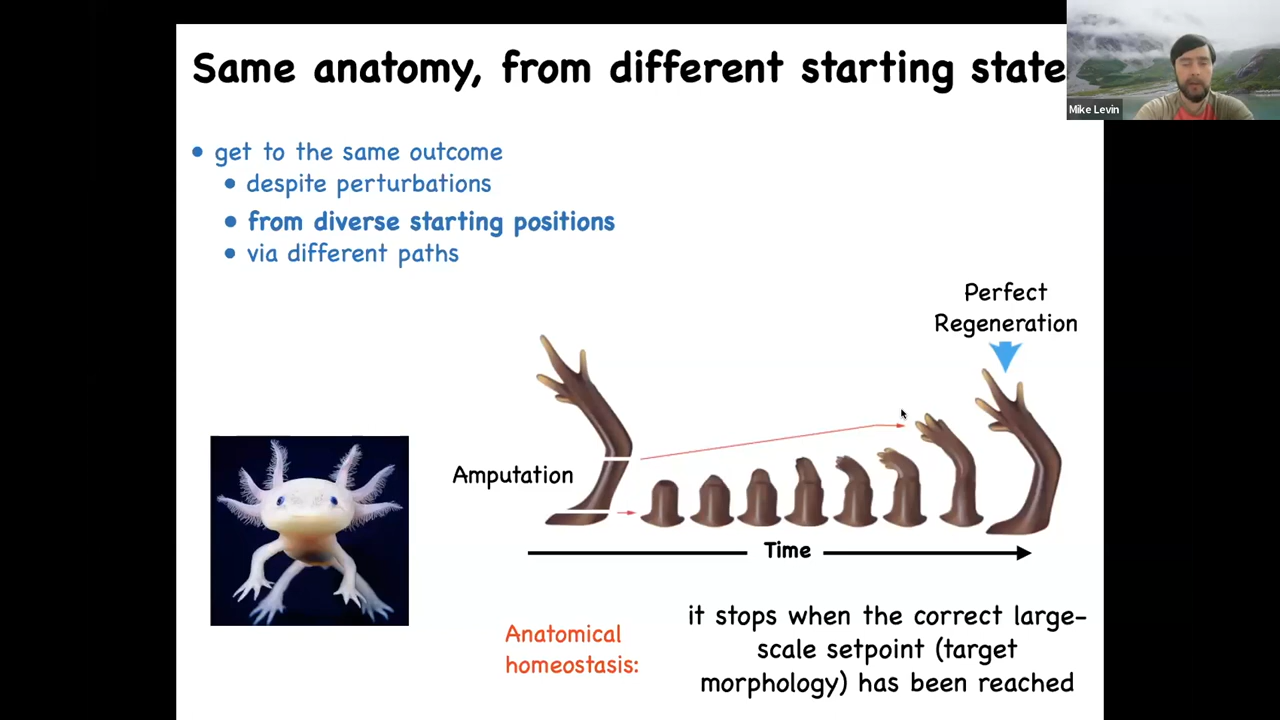 Same anatomy, from different starting state
Mike Levin
• get to the same outcome
• despite perturbations
• from diverse starting positions
• via different paths
Perfect
Regeneration
Amputation
Time
Anatomical
homeostasis:
it stops when the correct large-
scale setpoint (target
morphology) has been reached